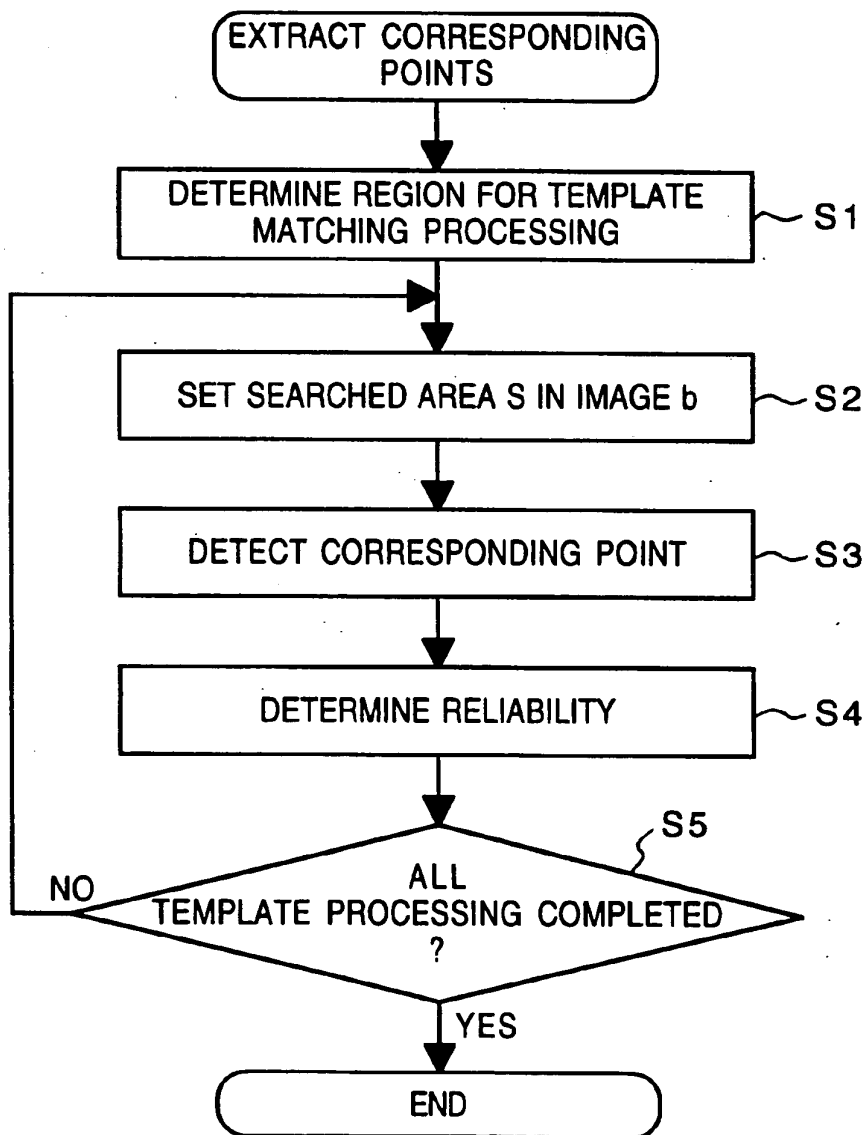 EXTRACT CORRESPONDING
POINTS
DETERMINE REGION FOR TEMPLATE
MATCHING PROCESSING
S1
SET SEARCHED AREA S IN IMAGE b
S2
DETECT CORRESPONDING POINT
S3
DETERMINE RELIABILITY
S4
S5
NO
ALL
TEMPLATE PROCESSING COMPLETED
?
YES
END